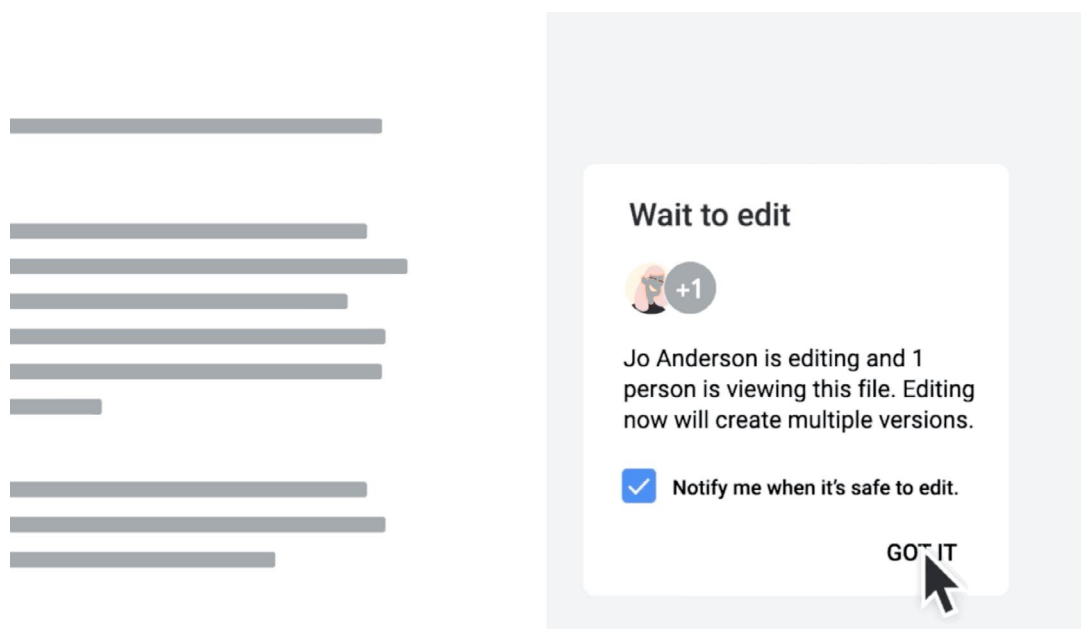 Wait to edit
+1
Jo Anderson is editing and 1
person is viewing this file. Editing
now will create multiple versions.
Notify me when it’s safe to edit.
GOT IT